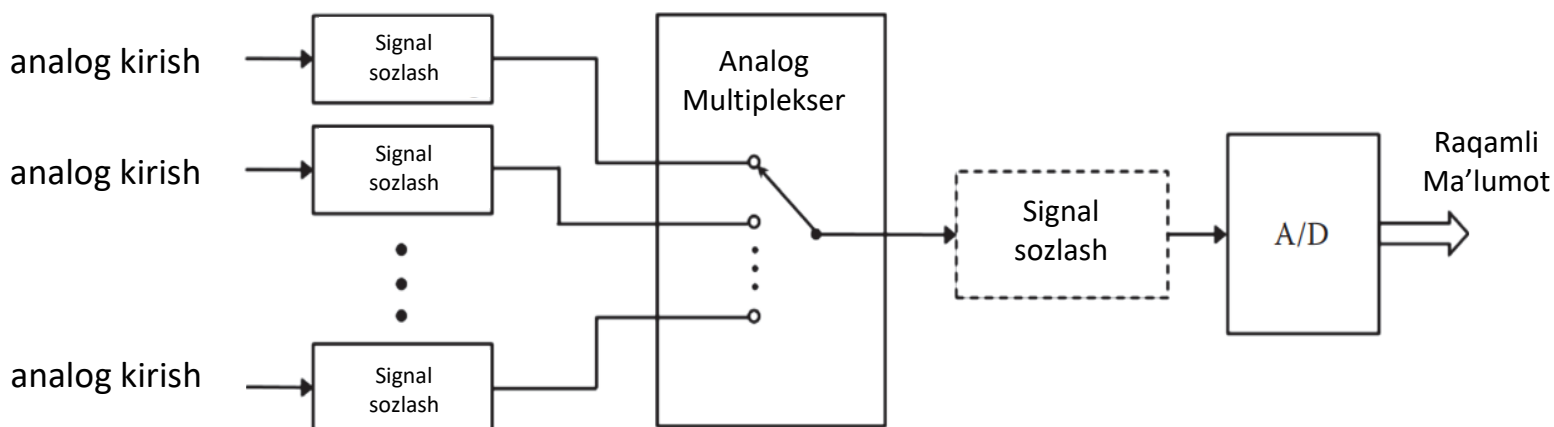 analog kirish
Signal
sozlash
analog kirish
Signal
sozlash
analog kirish
Signal
sozlash
Analog
Multiplekser
Signal
sozlash
A/D
Raqamli
Ma’lumot